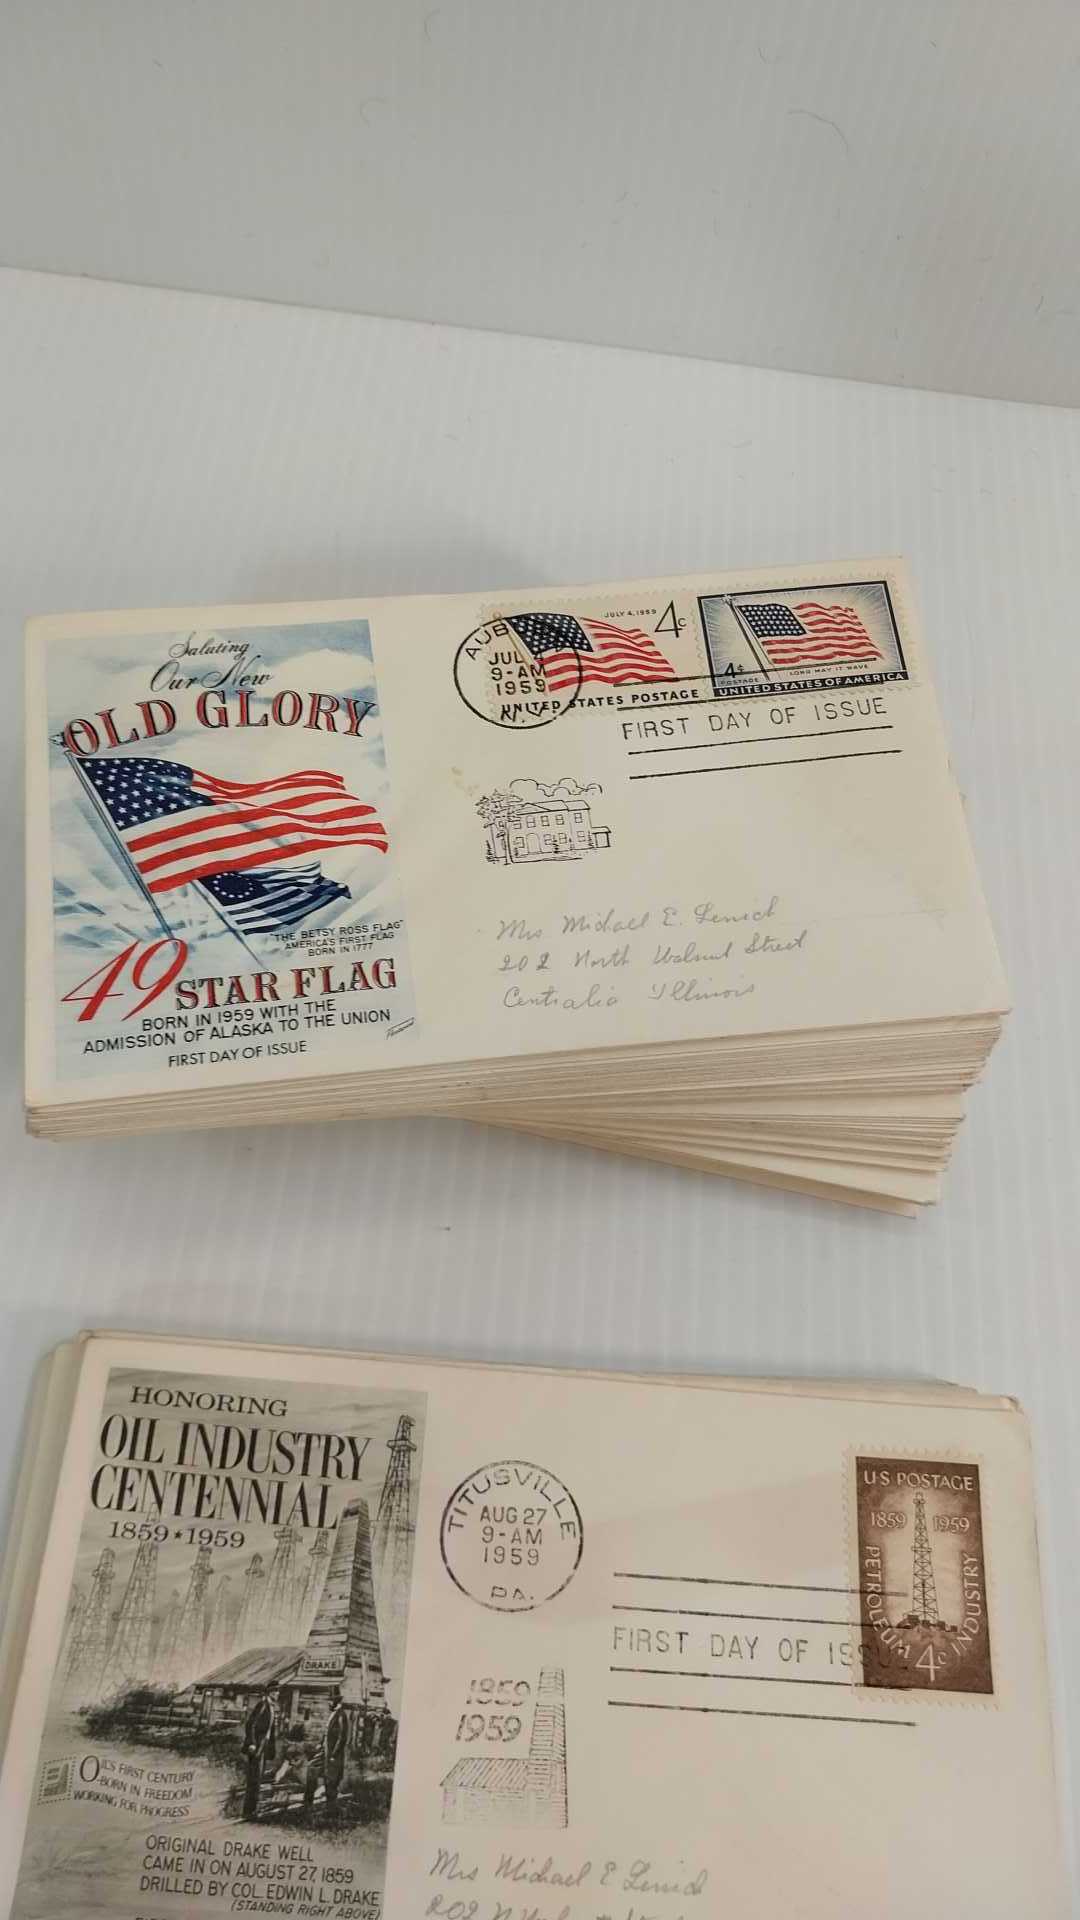 Saluting
Our New
OLD GLORY
"THE BETSY ROSS FLAG"
AMERICA'S FIRST FLAG
BORN IN 1777
49 STAR FLAG
BORN IN 1959 WITH THE
ADMISSION OF ALASKA TO THE UNION
FIRST DAY OF ISSUE
JUL 4
9-AM
1959
N.Y.
JULY 4, 1959
4c
UNITED STATES POSTAGE
4¢
POSTAGE
LONG MAY IT WAVE
UNITED STATES OF AMERICA
FIRST DAY OF ISSUE
Mrs Michael E.
202 North Walnut Street
Centralia Illinois
HONORING
OIL INDUSTRY
CENTENNIAL
1859 ★ 1959
DRAKE
OIL'S FIRST CENTURY
BORN IN FREEDOM
WORKING FOR PROGRESS
ORIGINAL DRAKE WELL
CAME IN ON AUGUST 27, 1859
DRILLED BY COL. EDWIN L. DRAKE
(STANDING RIGHT ABOVE)
TITUSVILLE
AUG 27
9-AM
1959
PA.
FIRST DAY OF ISSUE
1859
1959
US POSTAGE
1859 1959
PETROLEUM INDUSTRY
4c
Mrs Michael E
202